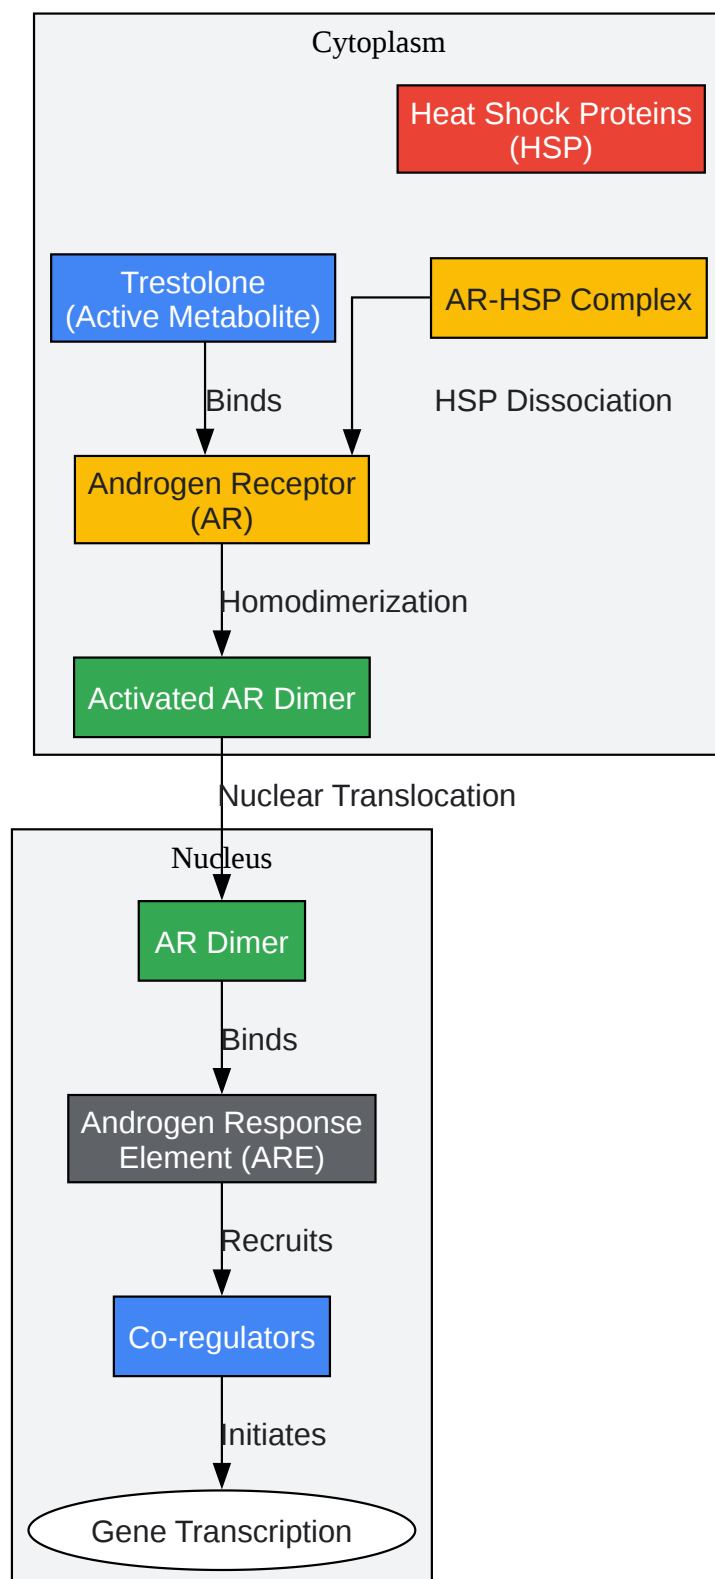 Cytoplasm
Heat Shock Proteins
(HSP)
Trestolone
(Active Metabolite)
AR-HSP Complex
Binds
HSP Dissociation
Androgen Receptor
(AR)
Homodimerization
Activated AR Dimer
Nuclear Translocation
Nucleus
AR Dimer
Binds
Androgen Response
Element (ARE)
Recruits
Co-regulators
Initiates
Gene Transcription